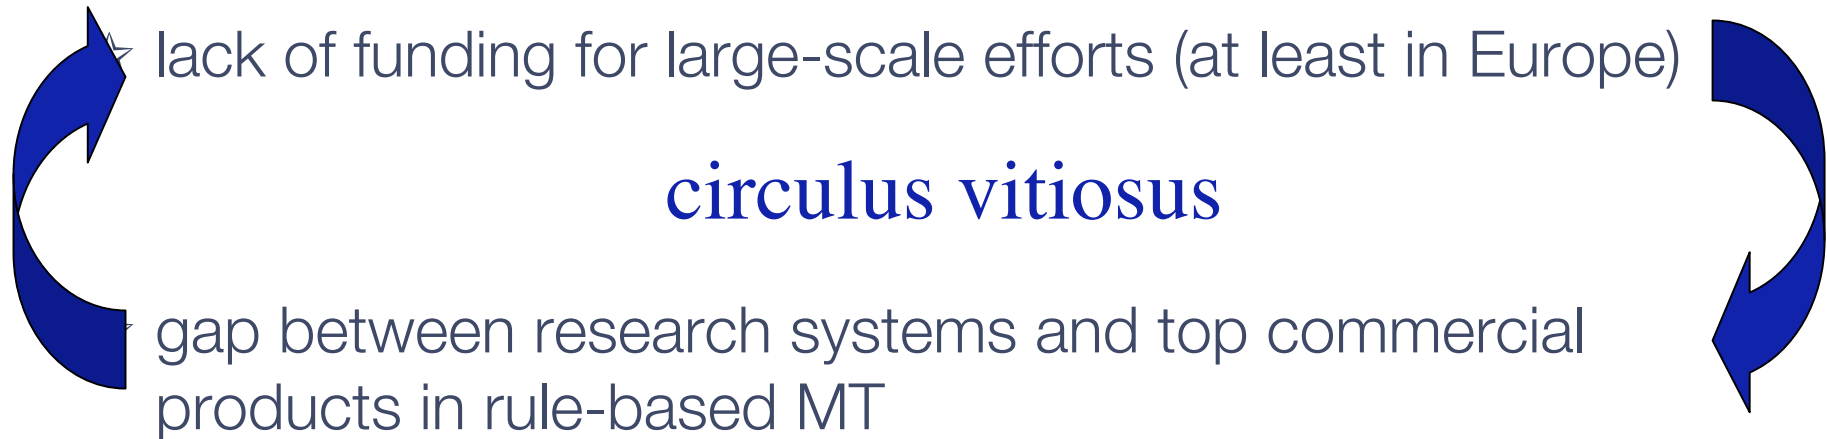 lack of funding for large-scale efforts (at least in Europe)
circulus vitiosus
gap between research systems and top commercial
products in rule-based MT